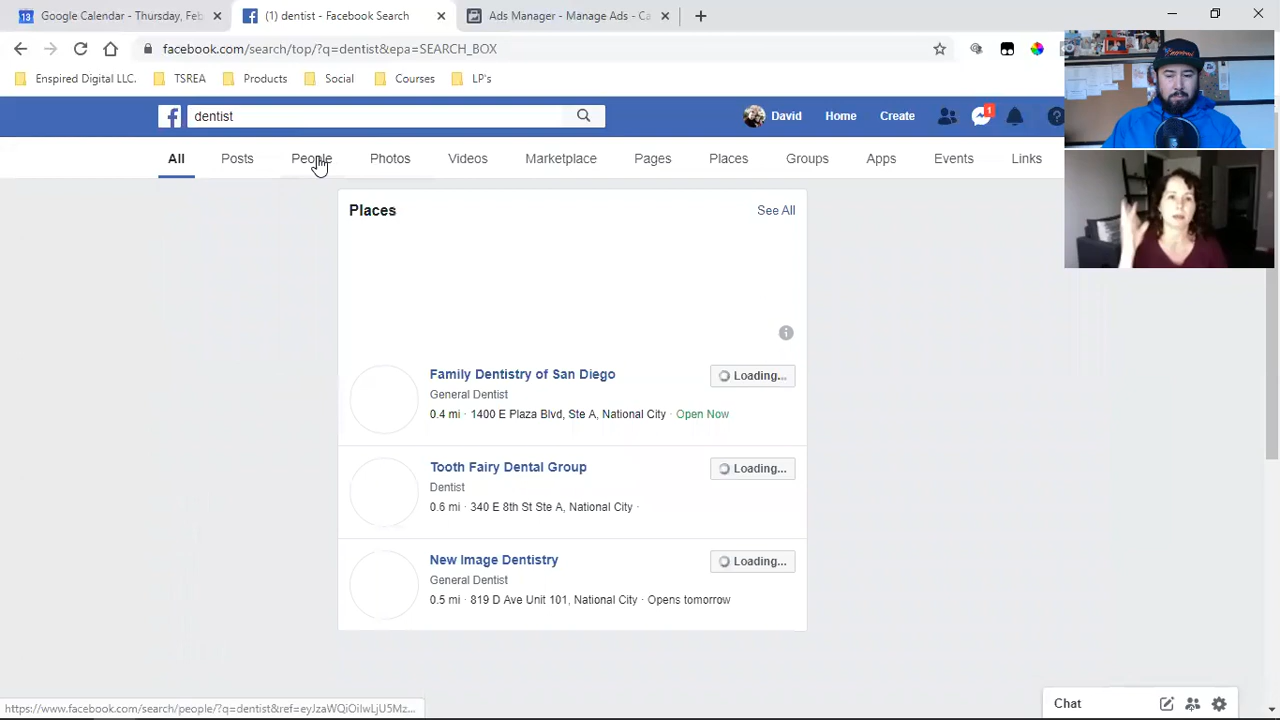 Google Calendar - Thursday, Feb
(1) dentist - Facebook Search
Ads Manager - Manage Ads - Ca
facebook.com/search/top/?q=dentist&epa=SEARCH_BOX
Enspired Digital LLC.
TSREA
Products
Social
Courses
LP's
dentist
David
Home
Create
1
All
Posts
People
Photos
Videos
Marketplace
Pages
Places
Groups
Apps
Events
Links
Places
See All
Family Dentistry of San Diego
Loading...
General Dentist
0.4 mi · 1400 E Plaza Blvd, Ste A, National City · Open Now
Tooth Fairy Dental Group
Loading...
Dentist
0.6 mi · 340 E 8th St Ste A, National City ·
New Image Dentistry
Loading...
General Dentist
0.5 mi · 819 D Ave Unit 101, National City · Opens tomorrow
https://www.facebook.com/search/people/?q=dentist&ref=eyJzaWQiOiIwLjU5Mz...
Chat